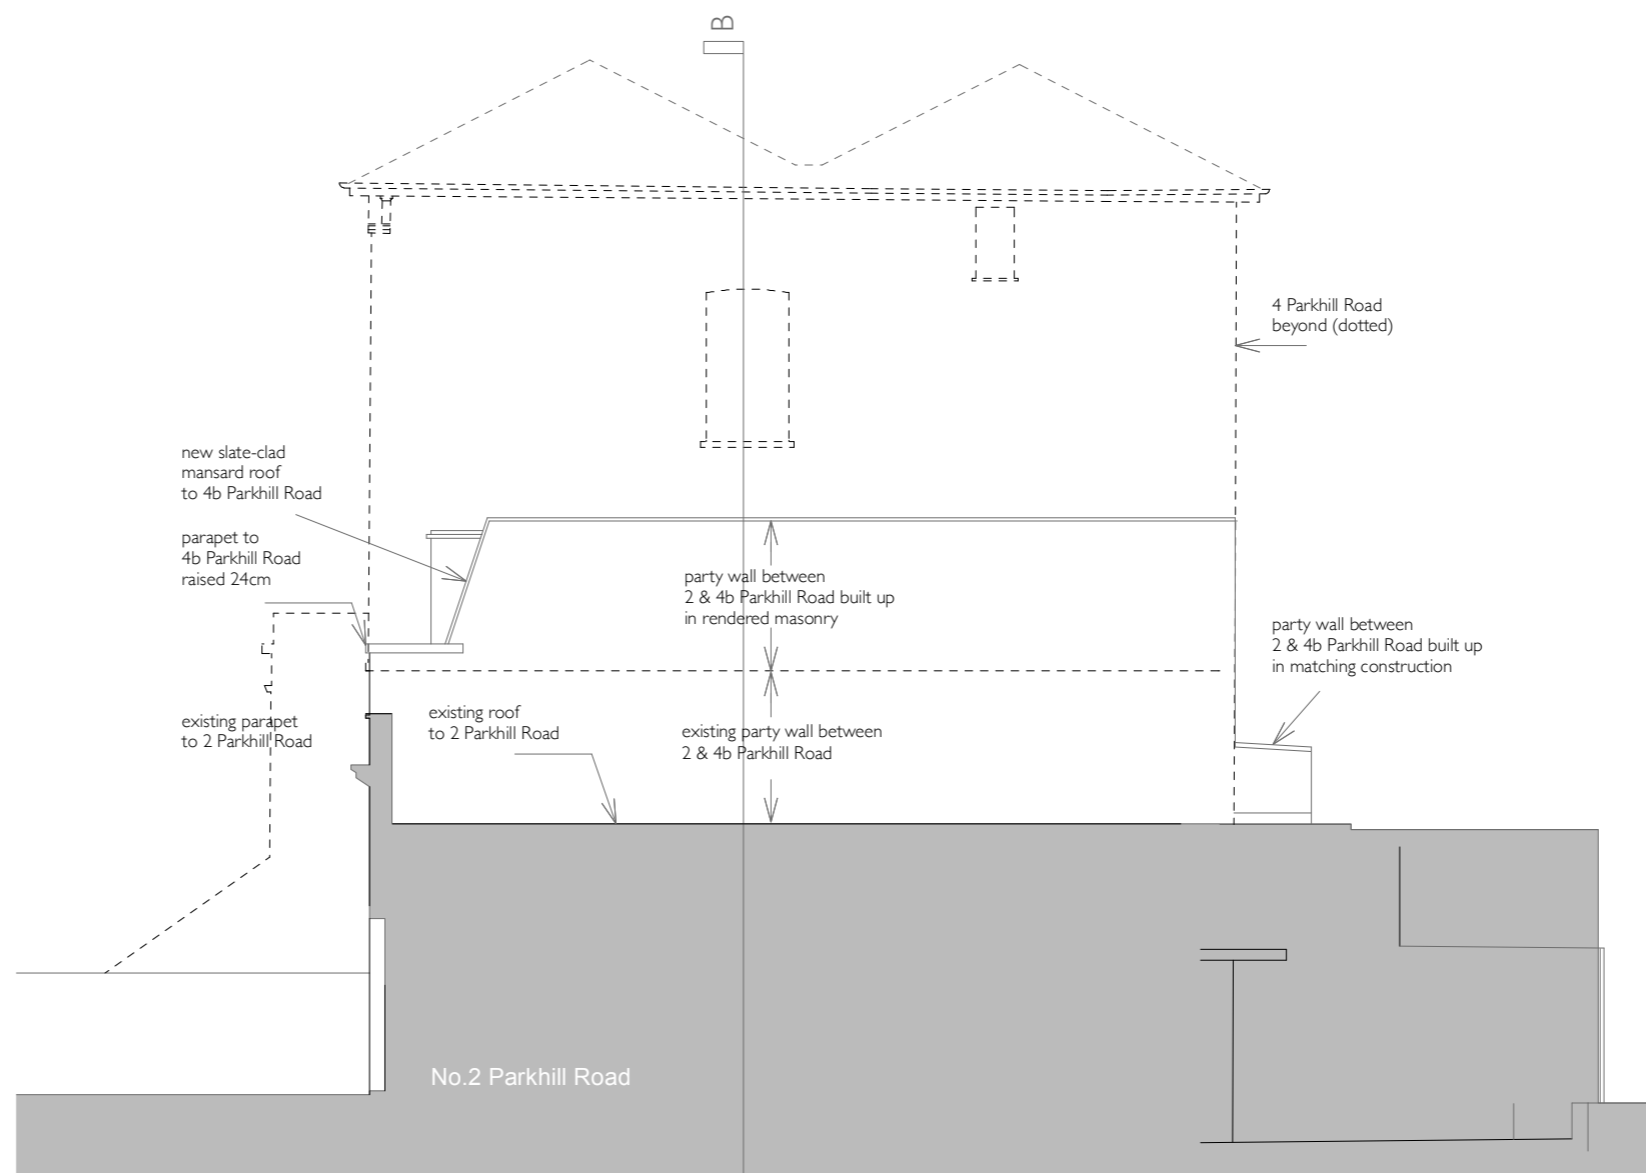 B
4 Parkhill Road
beyond (dotted)
new slate-clad
mansard roof
to 4b Parkhill Road
parapet to
4b Parkhill Road
raised 24cm
party wall between
2 & 4b Parkhill Road built up
in rendered masonry
party wall between
2 & 4b Parkhill Road built up
in matching construction
existing parapet
to 2 Parkhill Road
existing roof
to 2 Parkhill Road
existing party wall between
2 & 4b Parkhill Road
No.2 Parkhill Road